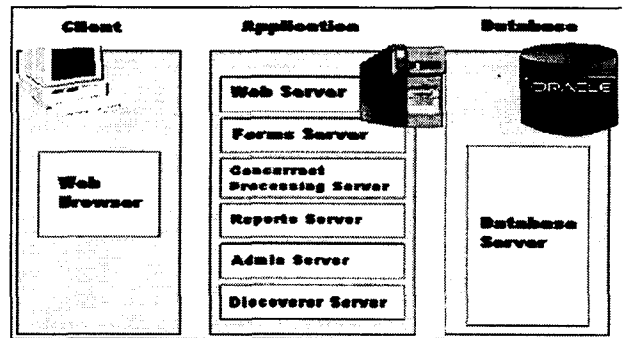 Client
Application
Database
ORACLE
Web Server
Forms Server
Concurrect
Processing Server
Reports Server
Admin Server
Discoverer Server
Web
Browser
Database
Server